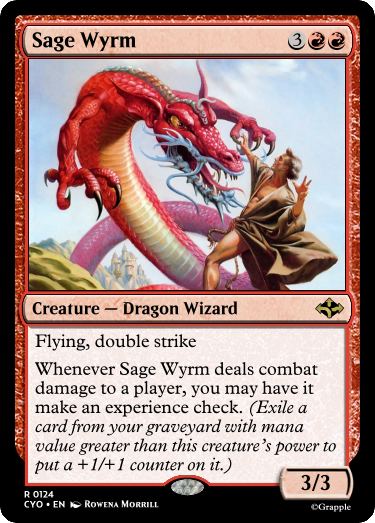 Sage Wyrm 3
Creature — Dragon Wizard
Flying, double strike
Whenever Sage Wyrm deals combat
damage to a player, you may have it
make an experience check. (Exile a
card from your graveyard with mana
value greater than this creature's power to
put a +1/+1 counter on it.)
3/3
R 0124
CYO • EN Rowena Morrill
©Grapple